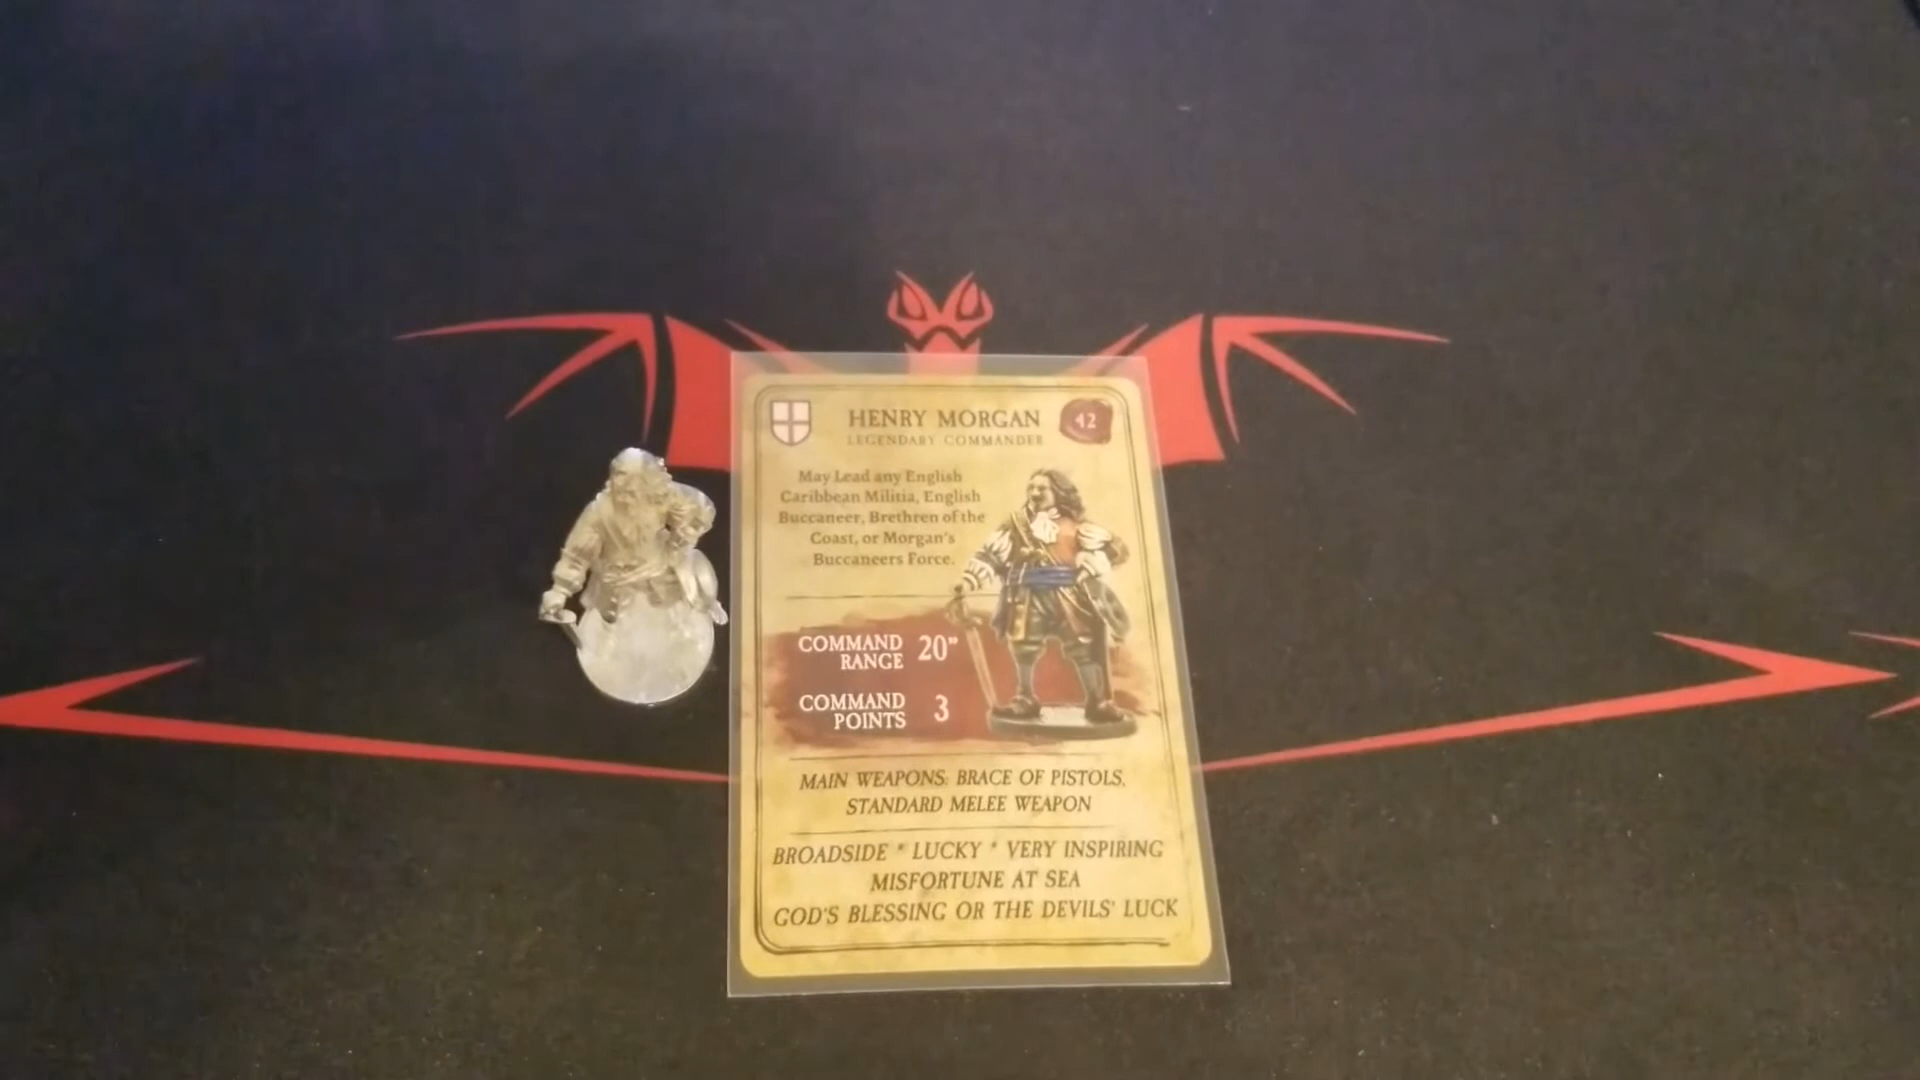 HENRY MORGAN 42
LEGENDARY COMMANDER
May Lead any English
Caribbean Militia, English
Buccaneer, Brethren of the
Coast, or Morgan's
Buccaneers Force.
COMMAND RANGE 20"
COMMAND POINTS 3
MAIN WEAPONS: BRACE OF PISTOLS,
STANDARD MELEE WEAPON
BROADSIDE * LUCKY * VERY INSPIRING
MISFORTUNE AT SEA
GOD'S BLESSING OR THE DEVILS' LUCK